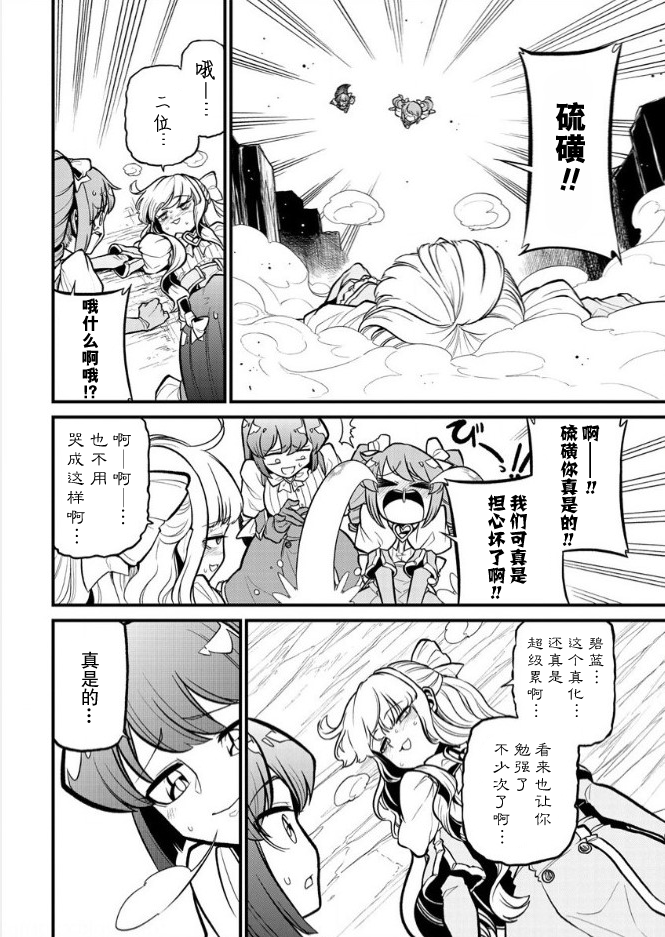 硫磺!!
哦——…
二位…
哦什么啊哦!?
啊——!!
硫磺你真是的!!
我们可真是
担心坏了啊!!
びーっ
啊—啊——…
也不用
哭成这样啊…
碧蓝…
这个真化…
还真是
超级累啊…
看来也让你
勉强了
不少次了啊…
真是的…